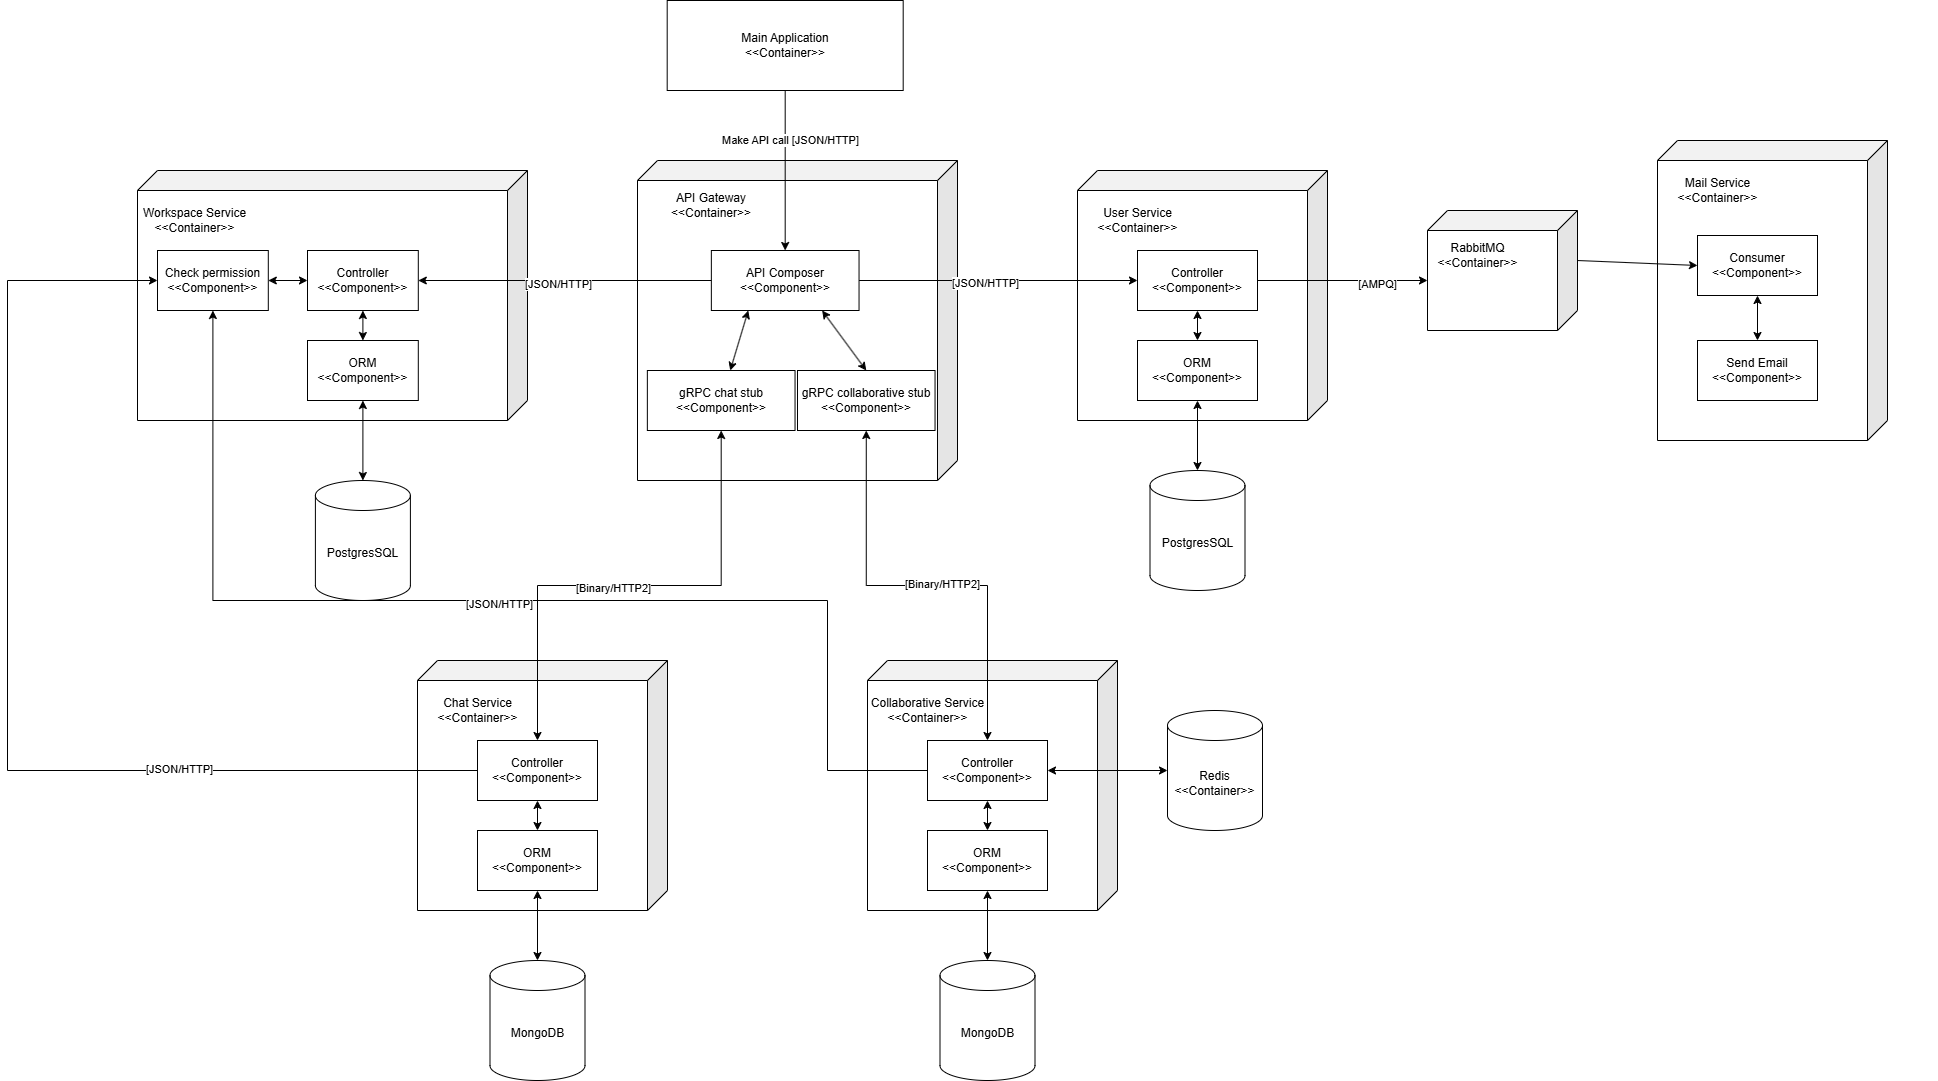 Main Application
<<Container>>
Make API call [JSON/HTTP]
Workspace Service
<<Container>>
Check permission
<<Component>>
Controller
<<Component>>
ORM
<<Component>>
PostgresSQL
[JSON/HTTP]
API Gateway
<<Container>>
API Composer
<<Component>>
gRPC chat stub
<<Component>>
gRPC collaborative stub
<<Component>>
[JSON/HTTP]
User Service
<<Container>>
Controller
<<Component>>
ORM
<<Component>>
PostgresSQL
[AMPQ]
RabbitMQ
<<Container>>
Mail Service
<<Container>>
Consumer
<<Component>>
Send Email
<<Component>>
[Binary/HTTP2]
[Binary/HTTP2]
[JSON/HTTP]
[JSON/HTTP]
Chat Service
<<Container>>
Controller
<<Component>>
ORM
<<Component>>
MongoDB
Collaborative Service
<<Container>>
Controller
<<Component>>
ORM
<<Component>>
MongoDB
Redis
<<Container>>